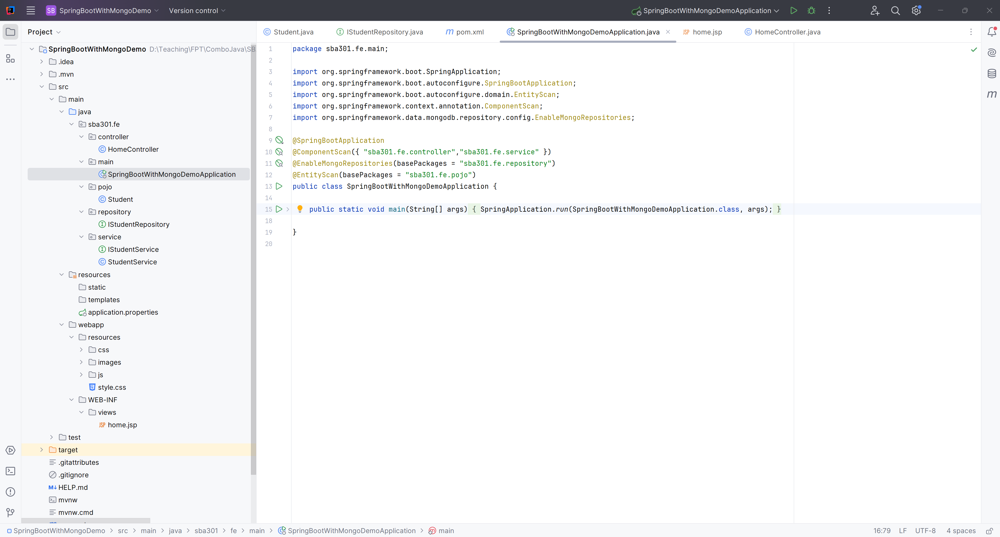 SB SpringBootWithMongoDemo Version control SpringBootWithMongoDemoApplication
Project
Student.java IStudentRepository.java m pom.xml SpringBootWithMongoDemoApplication.java JSP home.jsp HomeController.java
SpringBootWithMongoDemo D:\Teaching\FPT\ComboJava\SB
.idea
.mvn
src
main
java
sba301.fe
controller
HomeController
main
SpringBootWithMongoDemoApplication
pojo
Student
repository
IStudentRepository
service
IStudentService
StudentService
resources
static
templates
application.properties
webapp
resources
css
images
js
style.css
WEB-INF
views
JSP home.jsp
test
target
.gitattributes
.gitignore
M↓ HELP.md
mvnw
mvnw.cmd
1 package sba301.fe.main;
2
3 import org.springframework.boot.SpringApplication;
4 import org.springframework.boot.autoconfigure.SpringBootApplication;
5 import org.springframework.boot.autoconfigure.domain.EntityScan;
6 import org.springframework.context.annotation.ComponentScan;
7 import org.springframework.data.mongodb.repository.config.EnableMongoRepositories;
8
9 @SpringBootApplication
10 @ComponentScan({ "sba301.fe.controller","sba301.fe.service" })
11 @EnableMongoRepositories(basePackages = "sba301.fe.repository")
12 @EntityScan(basePackages = "sba301.fe.pojo")
13 public class SpringBootWithMongoDemoApplication {
14
15 public static void main(String[] args) { SpringApplication.run(SpringBootWithMongoDemoApplication.class, args); }
18
19 }
20
SpringBootWithMongoDemo > src > main > java > sba301 > fe > main > SpringBootWithMongoDemoApplication > main 16:79 LF UTF-8 4 spaces